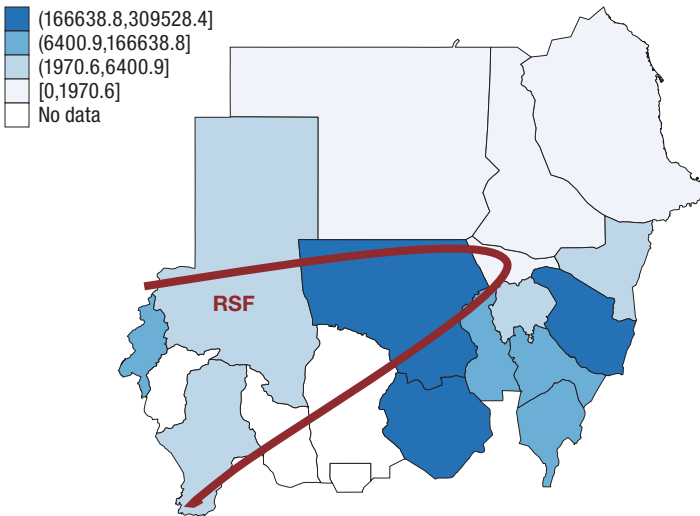 (166638.8,309528.4]
(6400.9,166638.8]
(1970.6,6400.9]
[0,1970.6]
No data
RSF